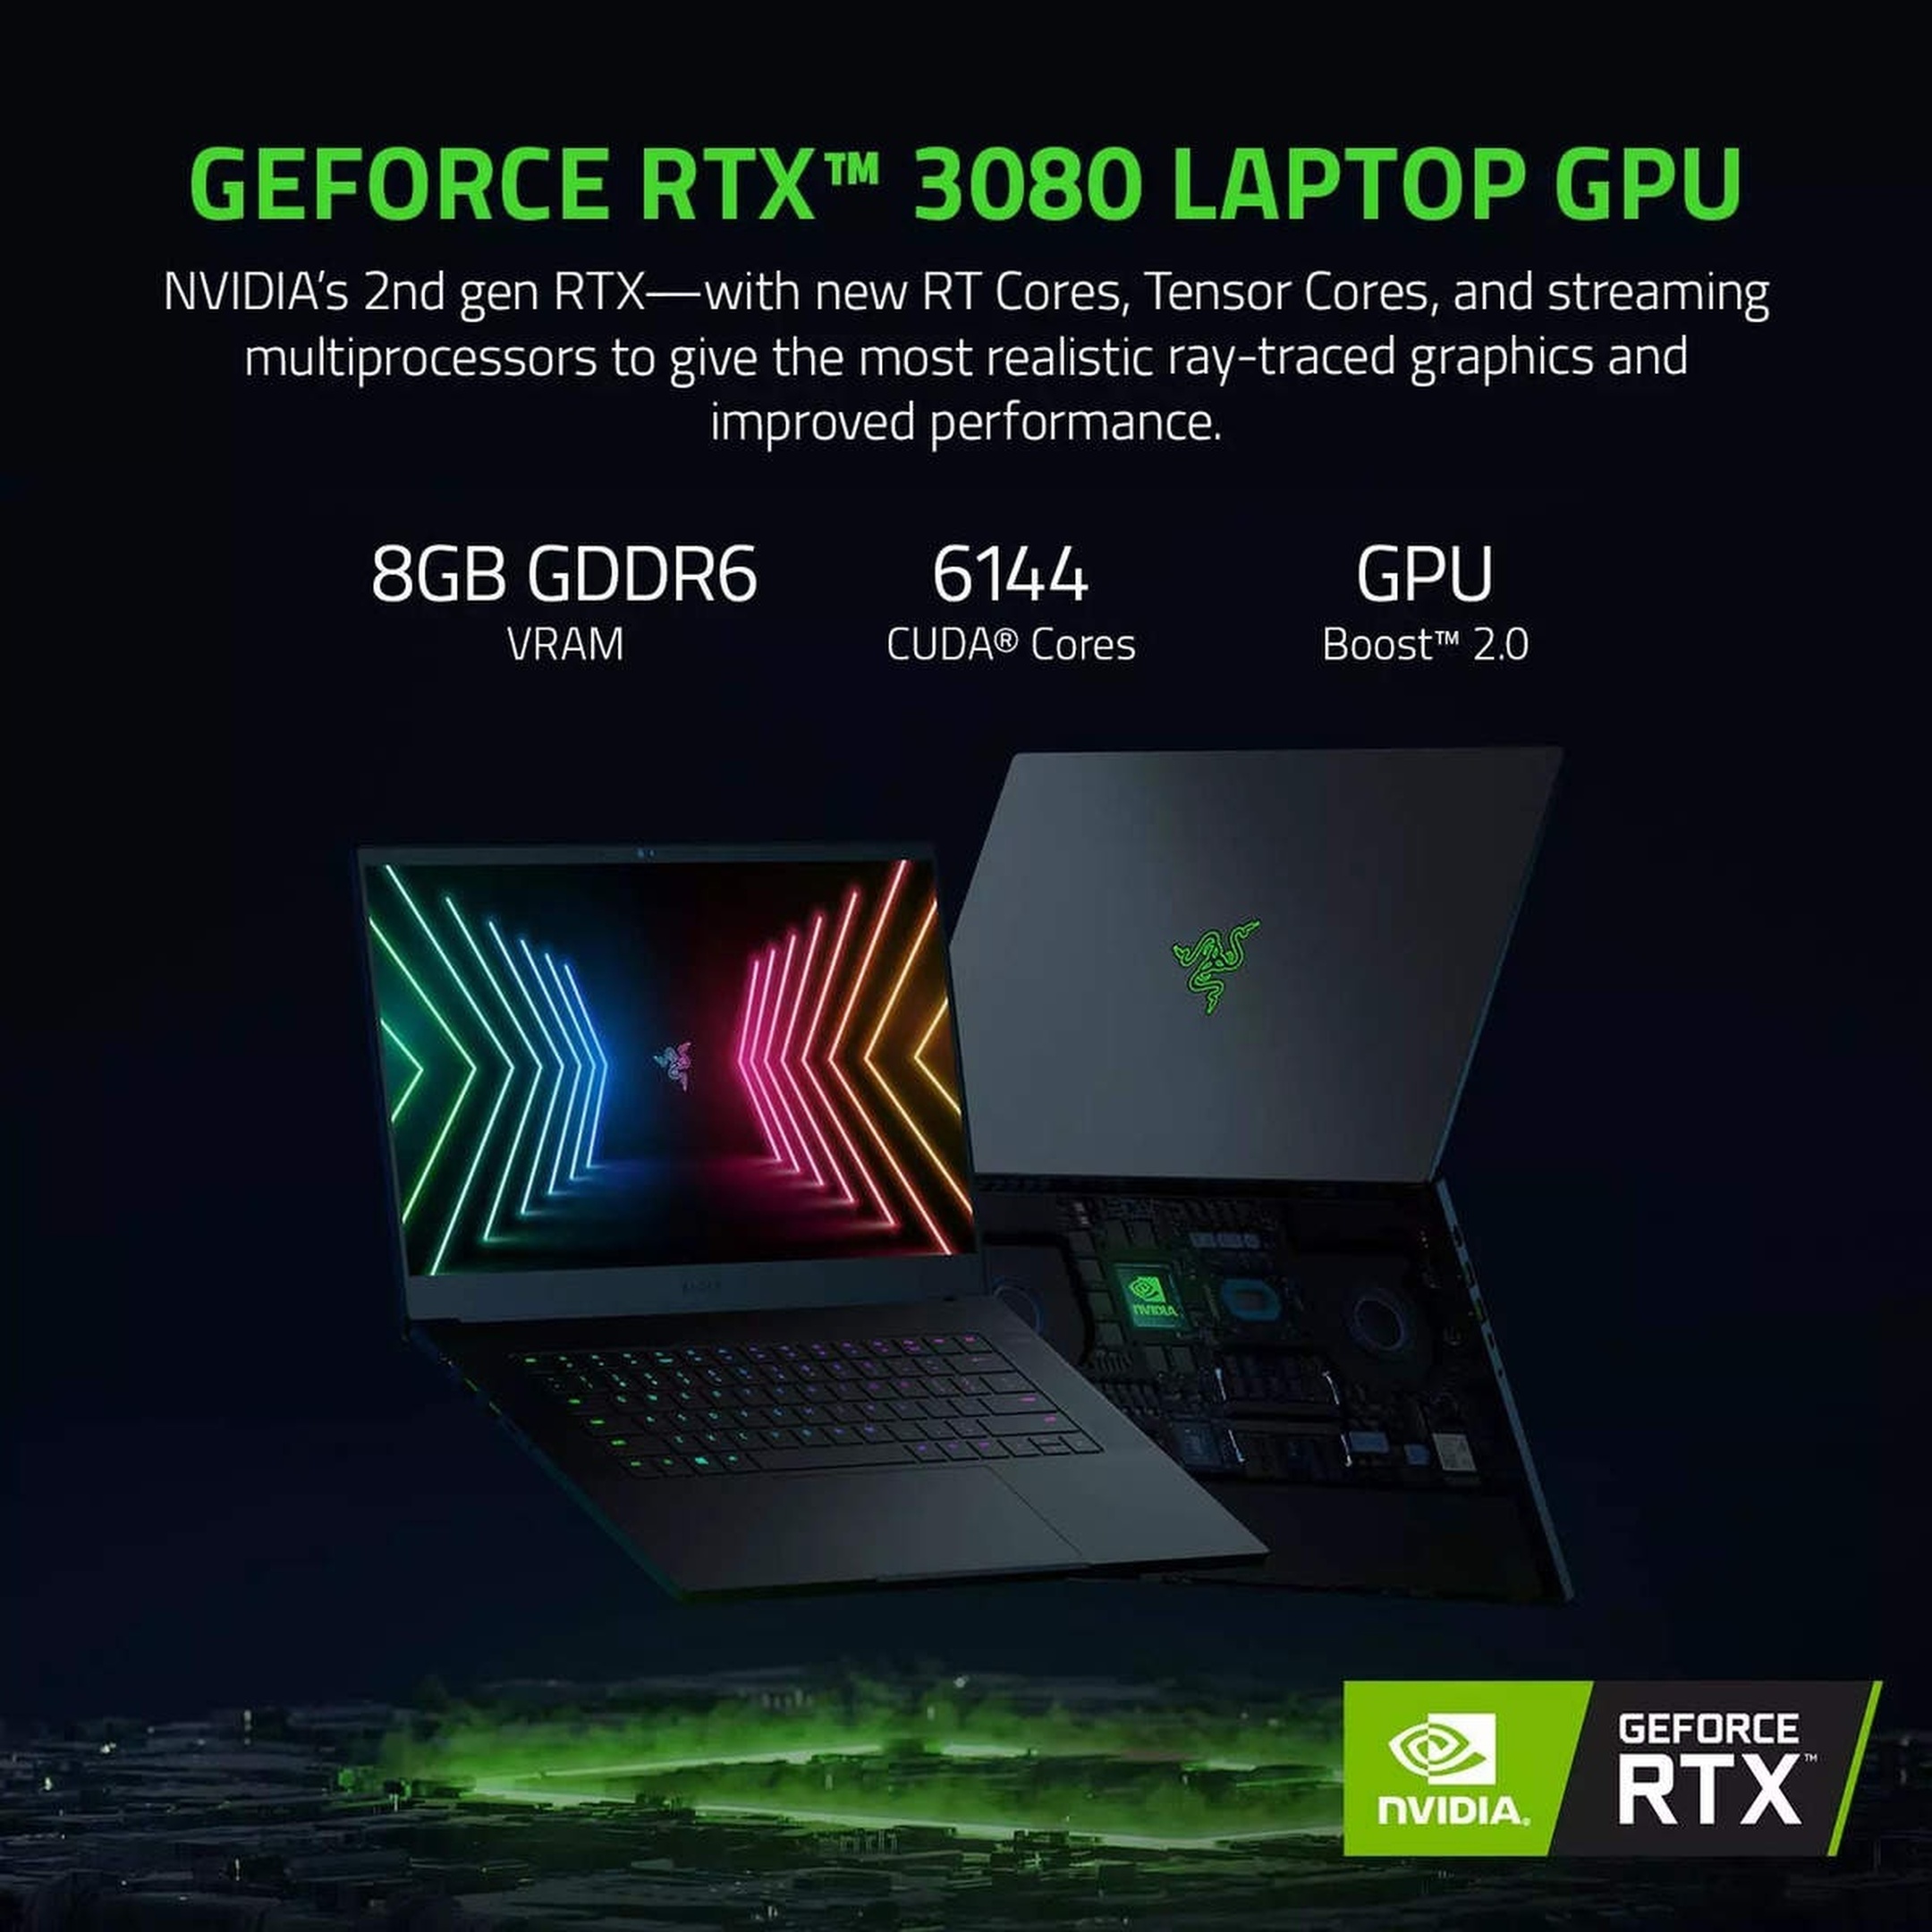 GEFORCE RTX™ 3080 LAPTOP GPU
NVIDIA’s 2nd gen RTX—with new RT Cores, Tensor Cores, and streaming
multiprocessors to give the most realistic ray-traced graphics and
improved performance.
8GB GDDR6
VRAM
6144
CUDA® Cores
GPU
Boost™ 2.0
NVIDIA
NVIDIA®
GEFORCE
RTX™